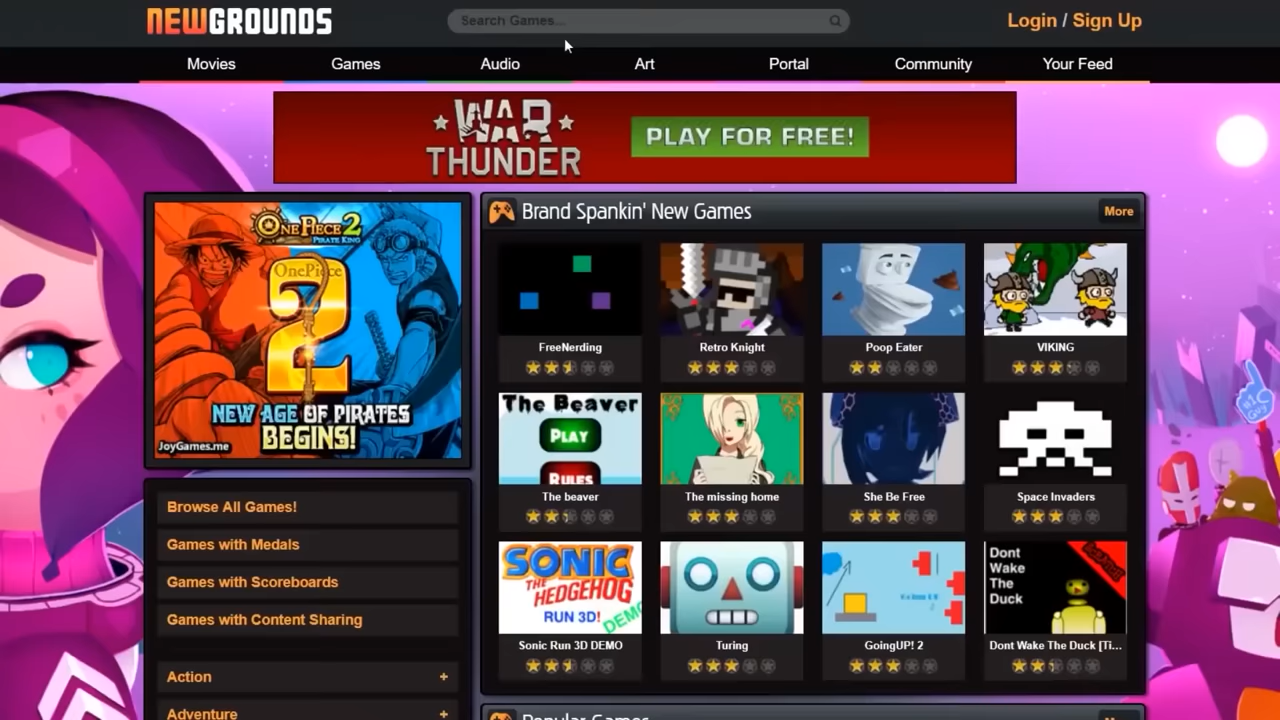 NEWGROUNDS
Search Games...
Login / Sign Up
Movies
Games
Audio
Art
Portal
Community
Your Feed
WAR
THUNDER
PLAY FOR FREE!
ONE PIECE 2
PIRATE KING
OnePiece
2
NEW AGE OF PIRATES
BEGINS!
JoyGames.me
Brand Spankin' New Games
More
FreeNerding
Retro Knight
Poop Eater
VIKING
The Beaver
PLAY
RULES
The beaver
The missing home
She Be Free
Space Invaders
SONIC
THE HEDGEHOG
RUN 3D!
DEMO
Dont
Wake
The
Duck
Sonic Run 3D DEMO
Turing
GoingUP! 2
Dont Wake The Duck [Ti...
Browse All Games!
Games with Medals
Games with Scoreboards
Games with Content Sharing
Action +
Adventure +
Popular Games